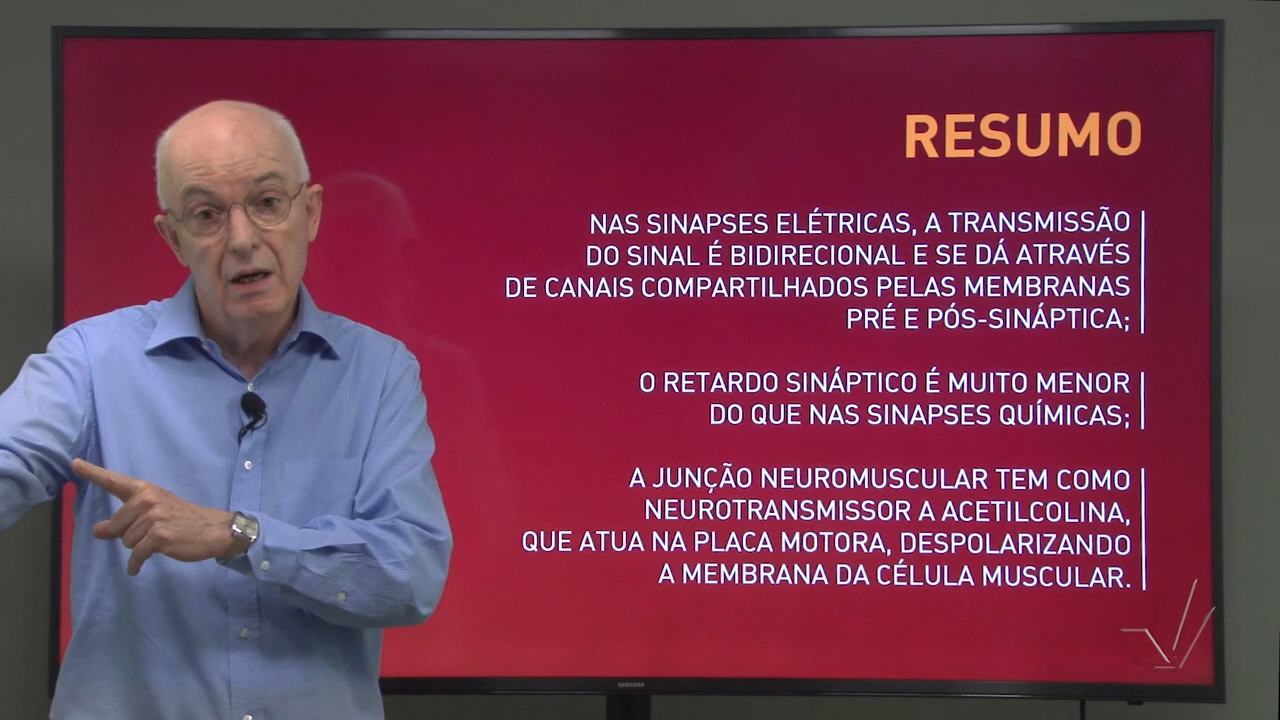 RESUMO
NAS SINAPSES ELÉTRICAS, A TRANSMISSÃO
DO SINAL É BIDIRECIONAL E SE DÁ ATRAVÉS
DE CANAIS COMPARTILHADOS PELAS MEMBRANAS
PRÉ E PÓS-SINÁPTICA;
O RETARDO SINÁPTICO É MUITO MENOR
DO QUE NAS SINAPSES QUÍMICAS;
A JUNÇÃO NEUROMUSCULAR TEM COMO
NEUROTRANSMISSOR A ACETILCOLINA,
QUE ATUA NA PLACA MOTORA, DESPOLARIZANDO
A MEMBRANA DA CÉLULA MUSCULAR.
SAMSUNG